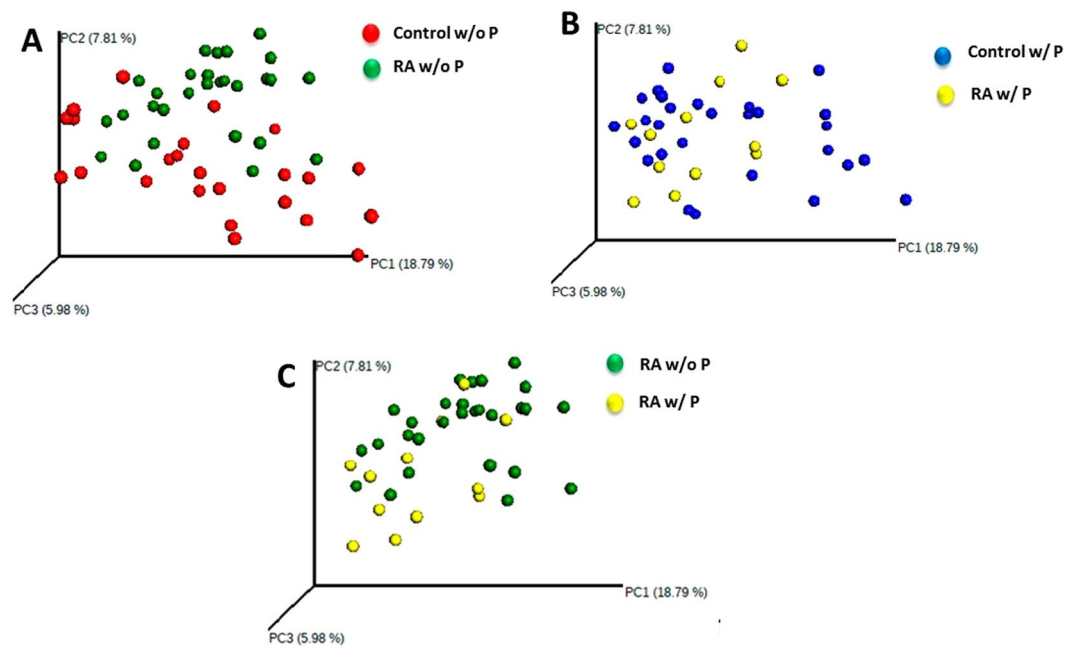 A
PC2 (7.81 %)
Control w/o P
RA w/o P
PC1 (18.79 %)
PC3 (5.98 %)
B
PC2 (7.81 %)
Control w/ P
RA w/ P
PC1 (18.79 %)
PC3 (5.98 %)
C
PC2 (7.81 %)
RA w/o P
RA w/ P
PC1 (18.79 %)
PC3 (5.98 %)